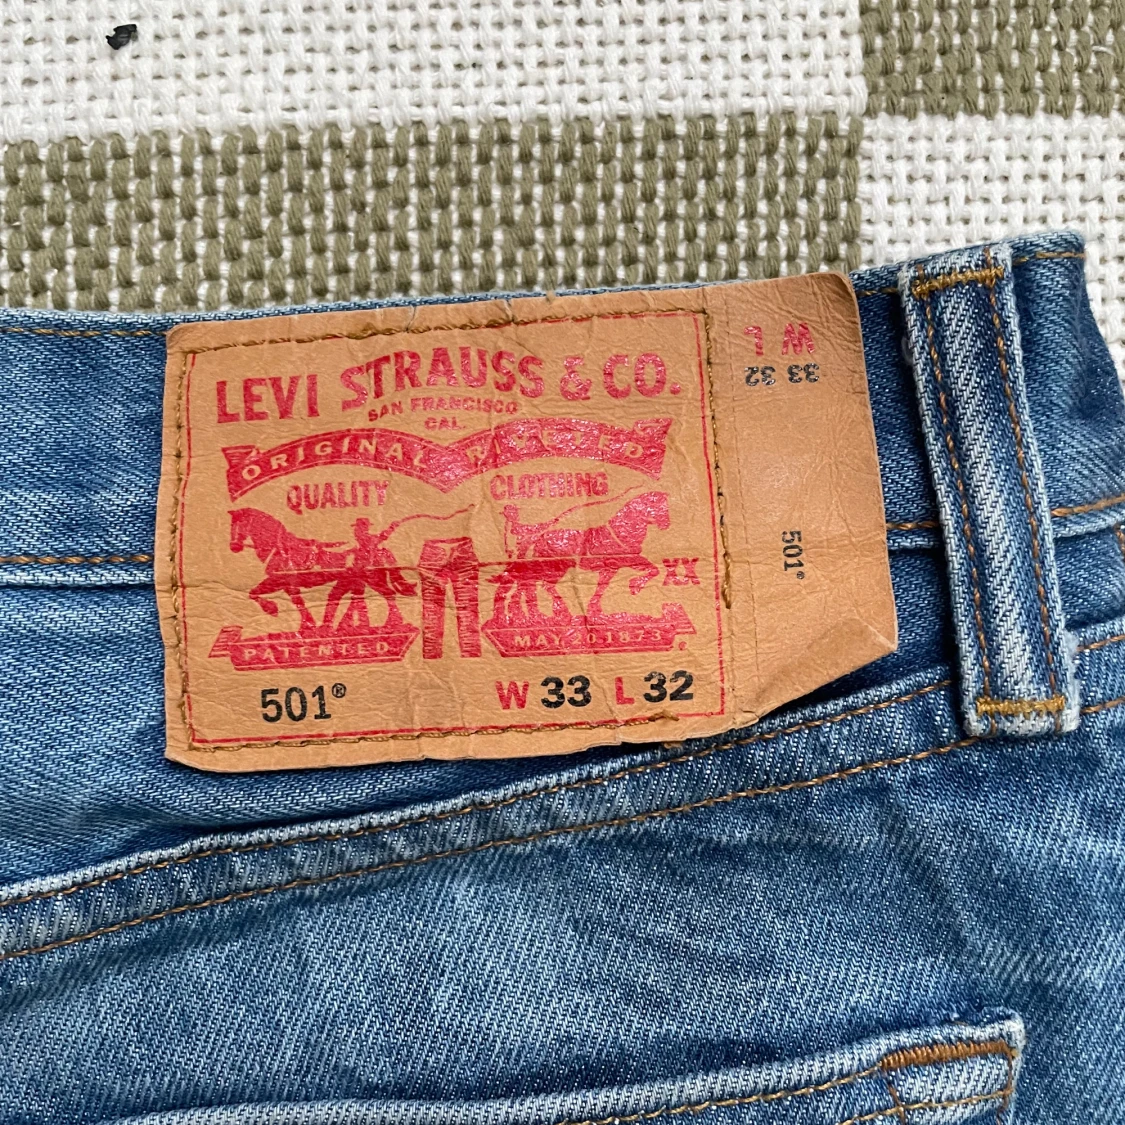 LEVI STRAUSS & CO.
SAN FRANCISCO
CAL.
ORIGINAL RIVETED
QUALITY CLOTHING
XX
PATENTED MAY 20 1873
501® W 33 L 32
W L
33 32
501®